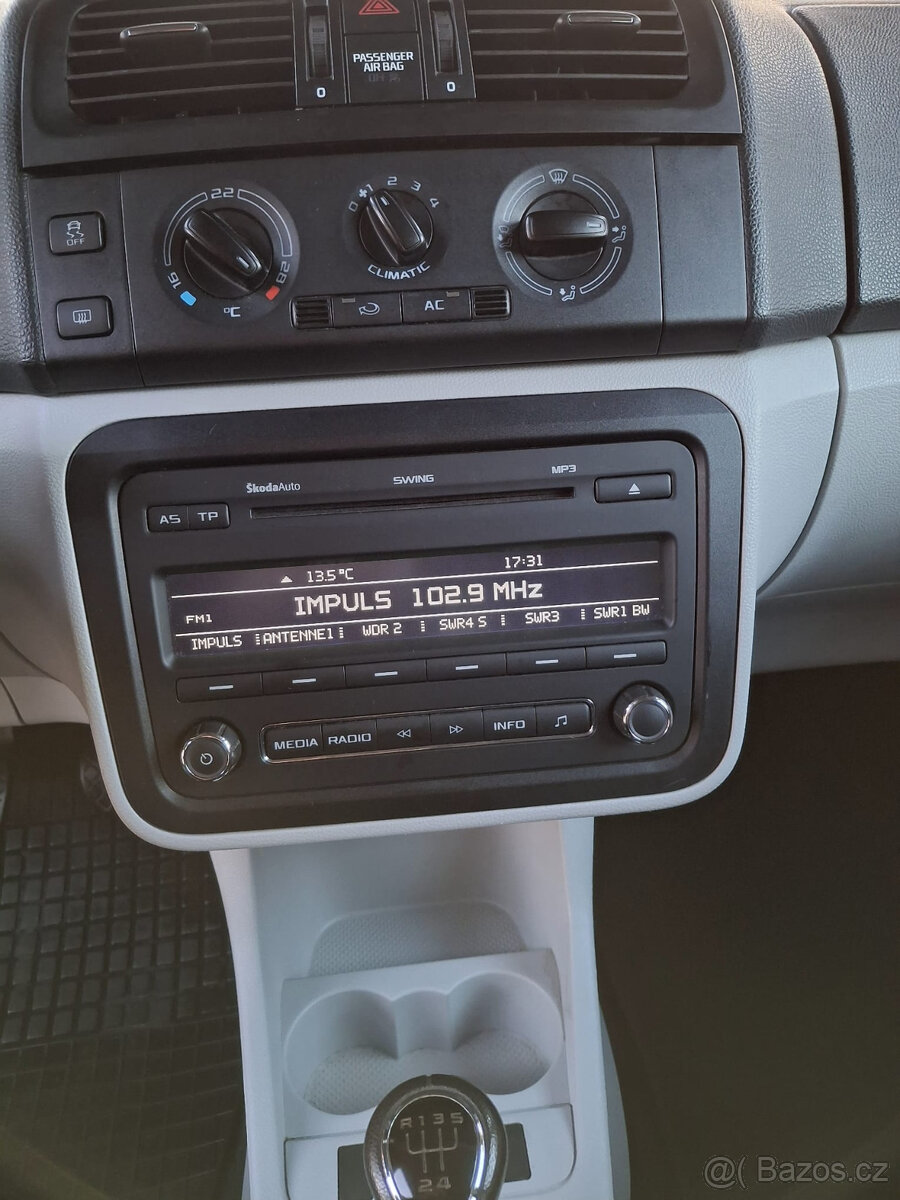 PASSENGER
AIR BAG
0 0
22
16 28
°C
OFF
0 1 2 3 4
CLIMATIC
AC
ŠkodaAuto SWING MP3
AS TP
13.5°C 17:31
IMPULS 102.9 MHz
FM1
IMPULS ANTENNE1 WDR 2 SWR4 S SWR3 SWR1 BW
MEDIA RADIO INFO
R 1 3 5
2 4
@( Bazos.cz